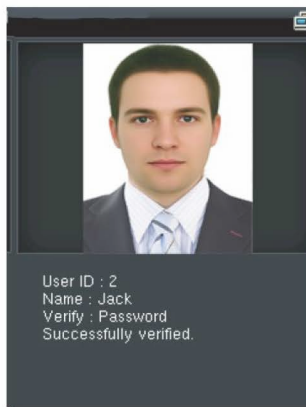 User ID : 2
Name : Jack
Verify : Password
Successfully verified.